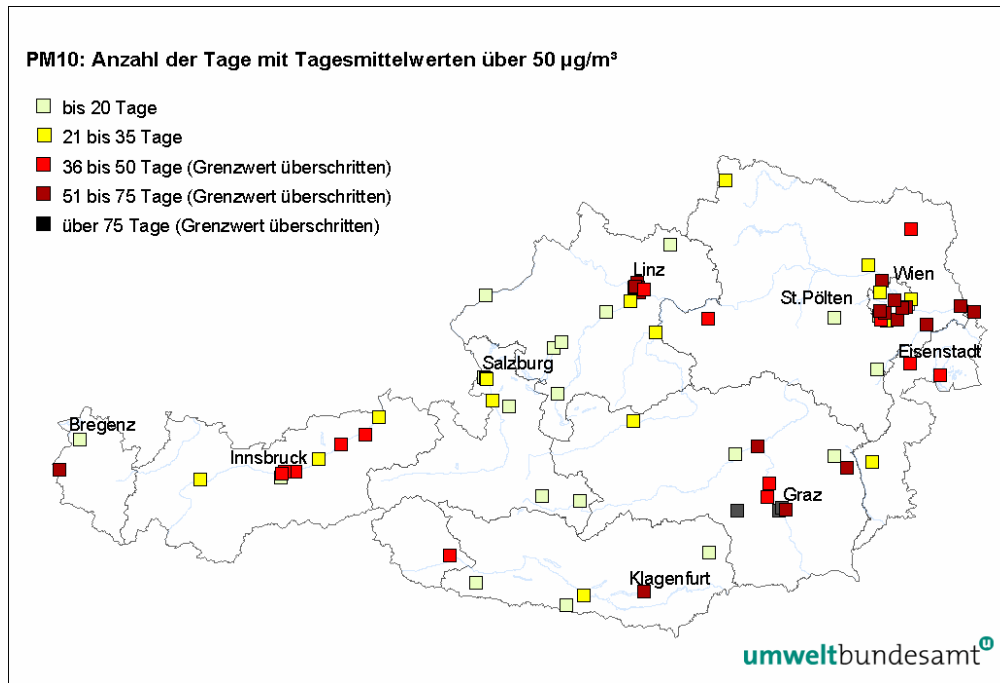 PM10: Anzahl der Tage mit Tagesmittelwerten über 50 µg/m³
bis 20 Tage
21 bis 35 Tage
36 bis 50 Tage (Grenzwert überschritten)
51 bis 75 Tage (Grenzwert überschritten)
über 75 Tage (Grenzwert überschritten)
Linz
Wien
St.Pölten
Eisenstadt
Salzburg
Bregenz
Innsbruck
Graz
Klagenfurt
umweltbundesamt u